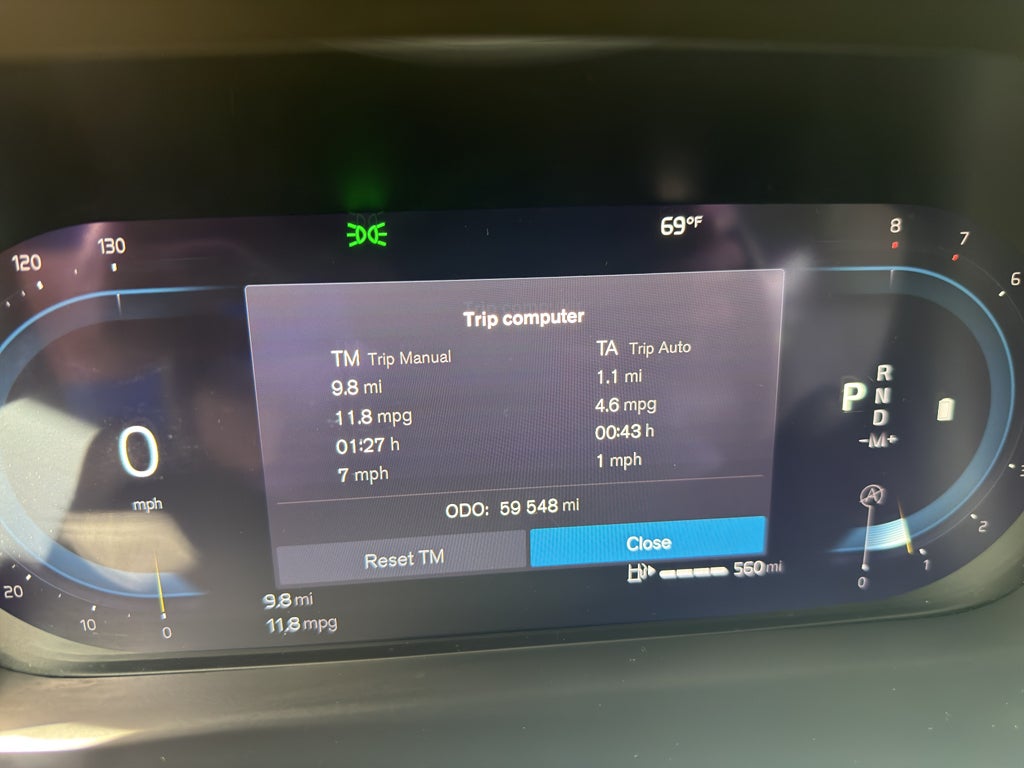 120 130
69°F
8 7 6
Trip computer
TM Trip Manual
9.8 mi
11.8 mpg
01:27 h
7 mph
TA Trip Auto
1.1 mi
4.6 mpg
00:43 h
1 mph
ODO: 59 548 mi
Reset TM
Close
0
mph
P
R
N
D
-M+
A
20 10 0
9.8 mi
11.8 mpg
560 mi
0 1 2 3